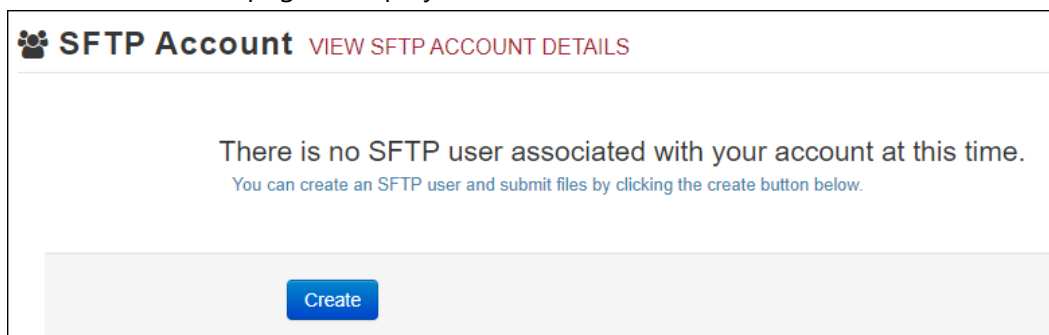 SFTP Account VIEW SFTP ACCOUNT DETAILS
There is no SFTP user associated with your account at this time.
You can create an SFTP user and submit files by clicking the create button below.
Create